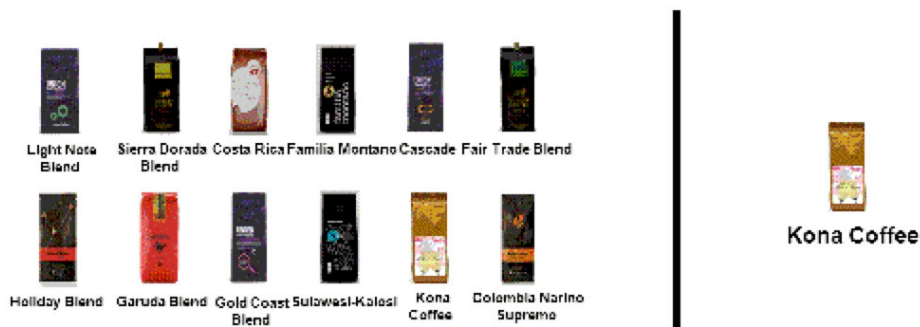 Light Note Blend
Sierra Dorada Blend
Costa Rica
Familia Montano
Cascade
Fair Trade Blend
Holiday Blend
Garuda Blend
Gold Coast Blend
Sulawesi-Kalosi
Kona Coffee
Colombia Narino Supremo
Kona Coffee